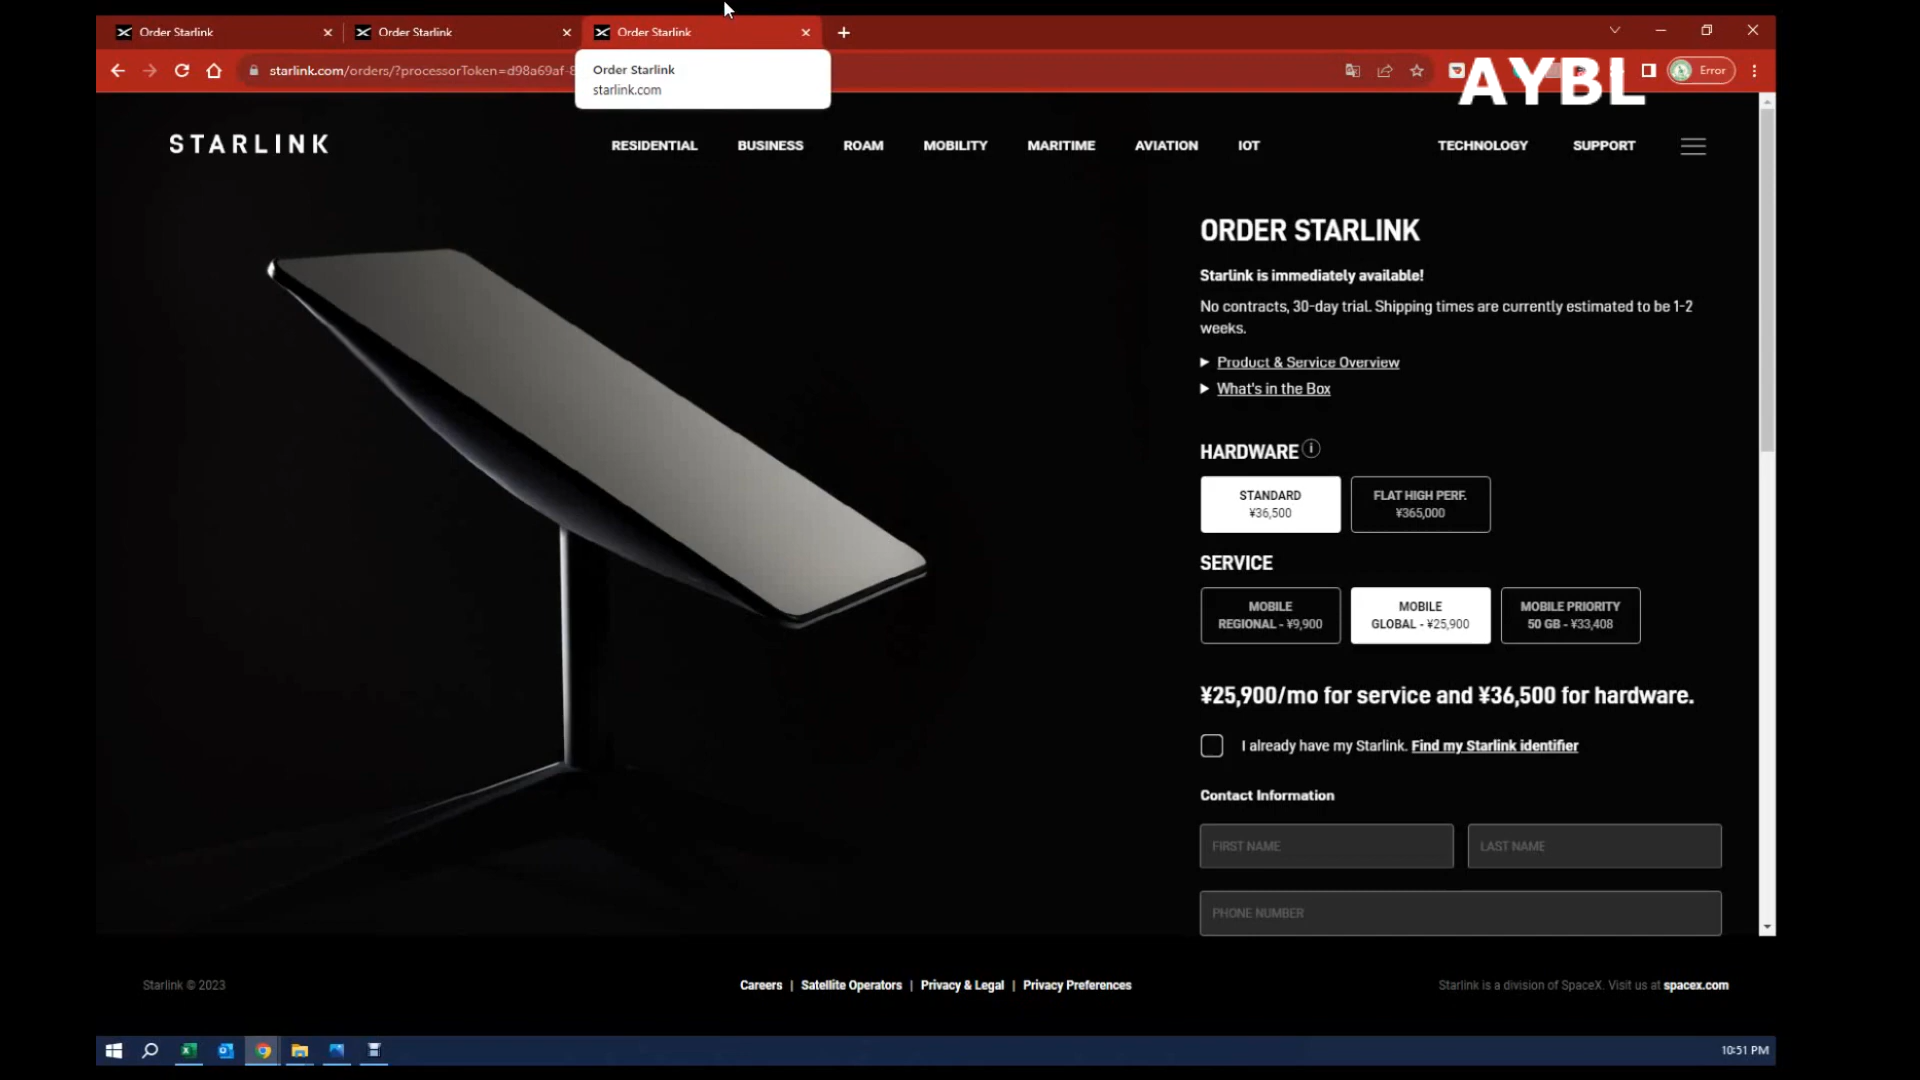 Order Starlink
Order Starlink
Order Starlink
starlink.com/orders/?processorToken=d98a69af-
Order Starlink
starlink.com
Error
AYBL
STARLINK
RESIDENTIAL
BUSINESS
ROAM
MOBILITY
MARITIME
AVIATION
IOT
TECHNOLOGY
SUPPORT
ORDER STARLINK
Starlink is immediately available!
No contracts, 30-day trial. Shipping times are currently estimated to be 1-2
weeks.
Product & Service Overview
What's in the Box
HARDWARE
STANDARD
¥36,500
FLAT HIGH PERF.
¥365,000
SERVICE
MOBILE
REGIONAL - ¥9,900
MOBILE
GLOBAL - ¥25,900
MOBILE PRIORITY
50 GB - ¥33,408
¥25,900/mo for service and ¥36,500 for hardware.
I already have my Starlink. Find my Starlink identifier
Contact Information
FIRST NAME
LAST NAME
PHONE NUMBER
Starlink © 2023
Careers | Satellite Operators | Privacy & Legal | Privacy Preferences
Starlink is a division of SpaceX. Visit us at spacex.com
10:51 PM